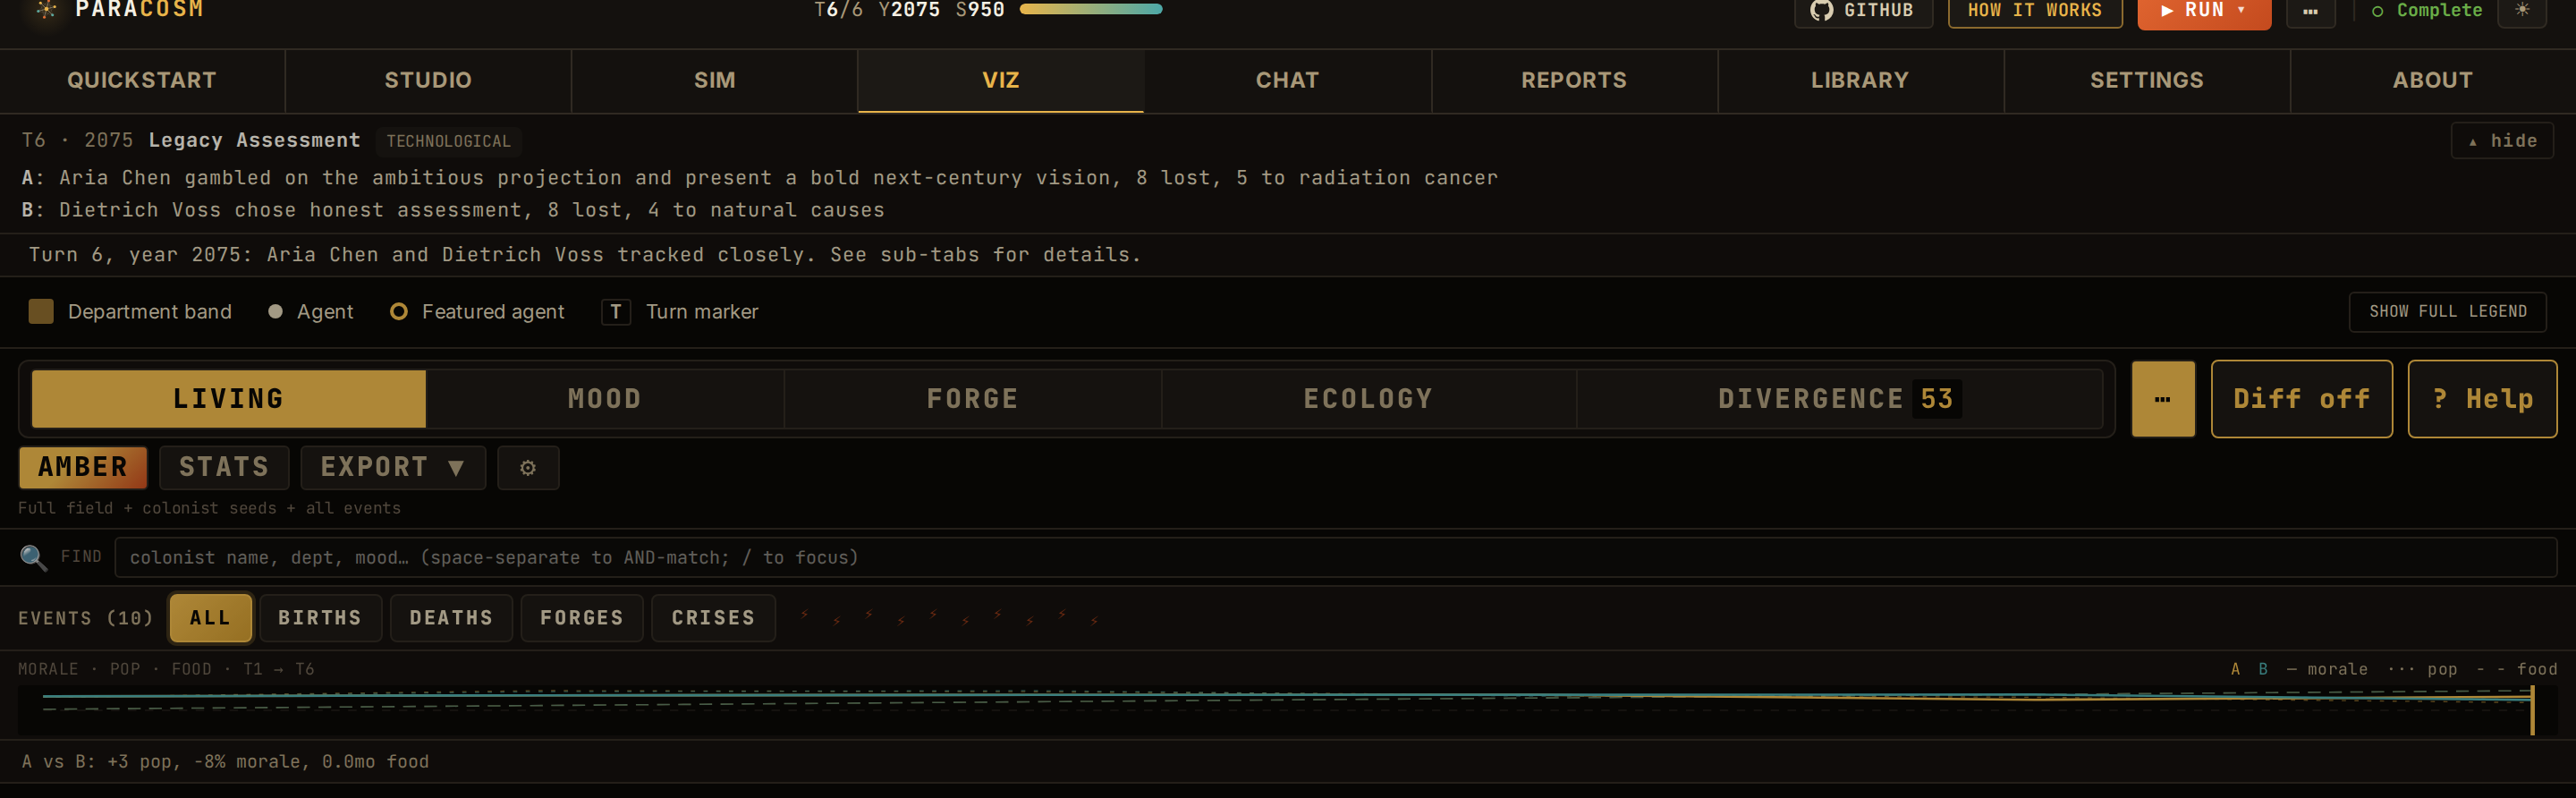 PARACOSM T6/6 Y2075 S950 GITHUB HOW IT WORKS ▶ RUN ▾ … Complete
QUICKSTART STUDIO SIM VIZ CHAT REPORTS LIBRARY SETTINGS ABOUT
T6 · 2075 Legacy Assessment TECHNOLOGICAL ▴ hide
A: Aria Chen gambled on the ambitious projection and present a bold next-century vision, 8 lost, 5 to radiation cancer
B: Dietrich Voss chose honest assessment, 8 lost, 4 to natural causes
Turn 6, year 2075: Aria Chen and Dietrich Voss tracked closely. See sub-tabs for details.
Department band Agent Featured agent T Turn marker SHOW FULL LEGEND
LIVING MOOD FORGE ECOLOGY DIVERGENCE 53 … Diff off ? Help
AMBER STATS EXPORT ▼ ⚙
Full field + colonist seeds + all events
FIND colonist name, dept, mood… (space-separate to AND-match; / to focus)
EVENTS (10) ALL BIRTHS DEATHS FORGES CRISES
MORALE · POP · FOOD · T1 → T6 A B — morale ··· pop - - food
A vs B: +3 pop, -8% morale, 0.0mo food